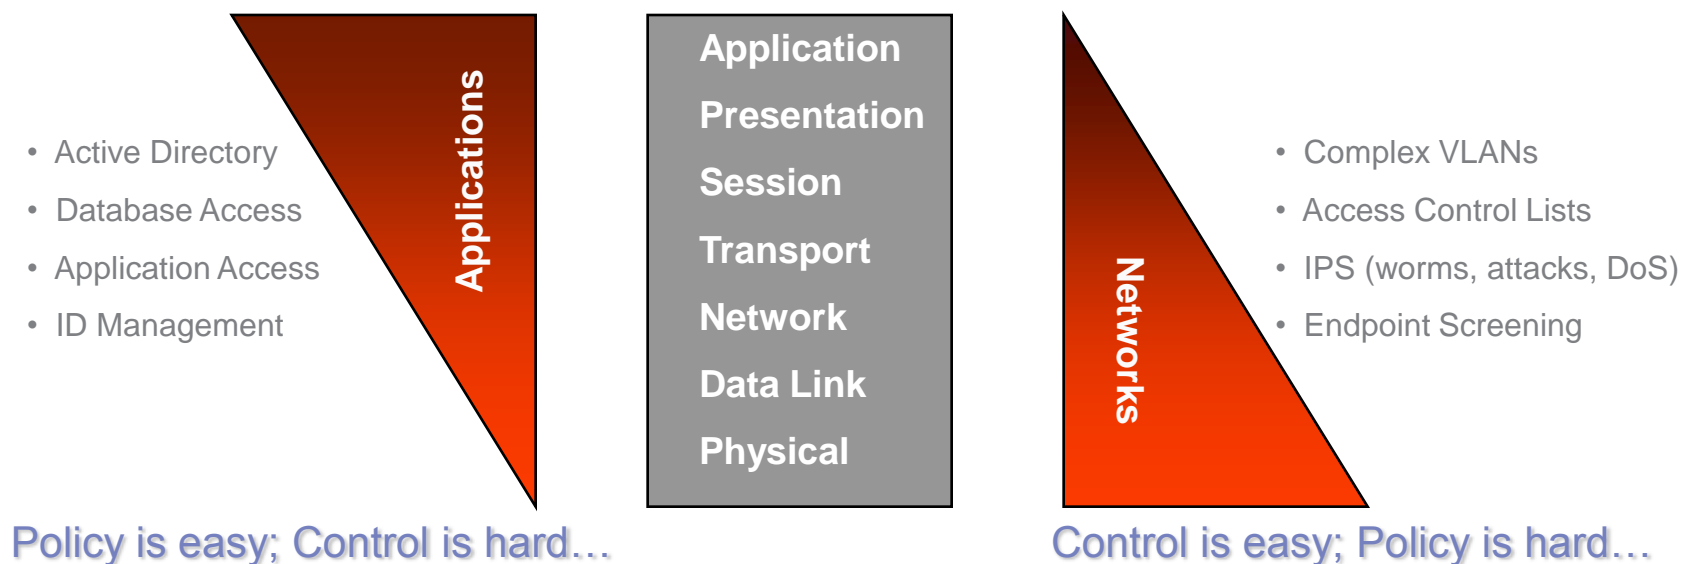 • Active Directory
• Database Access
• Application Access
• ID Management
Applications
Application
Presentation
Session
Transport
Network
Data Link
Physical
Networks
• Complex VLANs
• Access Control Lists
• IPS (worms, attacks, DoS)
• Endpoint Screening
Policy is easy; Control is hard…
Control is easy; Policy is hard…